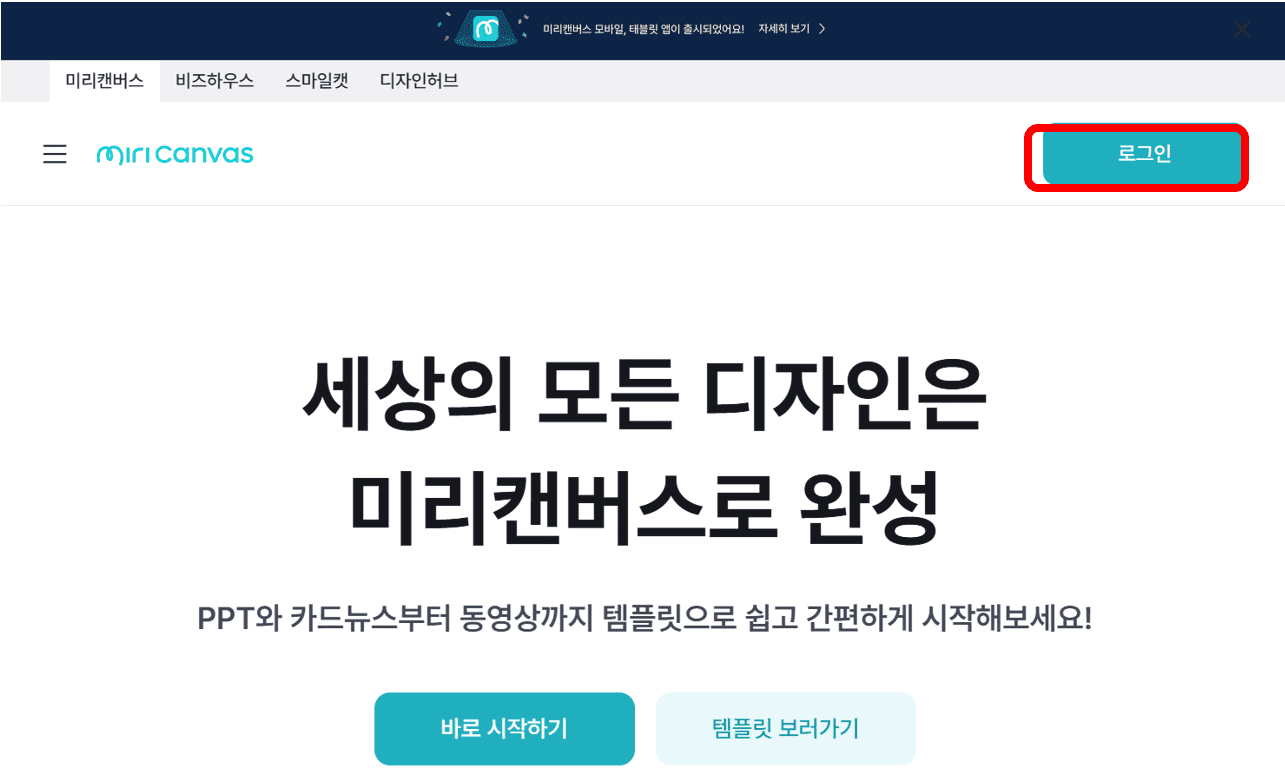 미리캔버스 모바일, 태블릿 앱이 출시되었어요! 자세히 보기 >
미리캔버스 비즈하우스 스마일캣 디자인허브
miri canvas
로그인
세상의 모든 디자인은
미리캔버스로 완성
PPT와 카드뉴스부터 동영상까지 템플릿으로 쉽고 간편하게 시작해보세요!
바로 시작하기 템플릿 보러가기